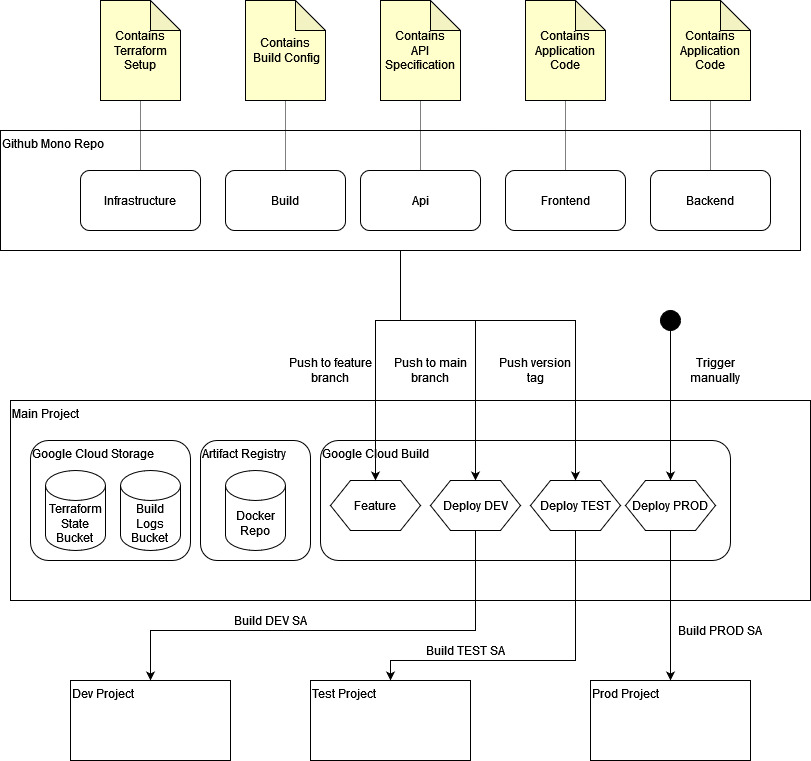 Contains
Terraform
Setup
Contains
Build Config
Contains
API
Specification
Contains
Application
Code
Contains
Application
Code
Github Mono Repo
Infrastructure
Build
Api
Frontend
Backend
Push to feature
branch
Push to main
branch
Push version
tag
Trigger
manually
Main Project
Google Cloud Storage
Terraform
State
Bucket
Build
Logs
Bucket
Artifact Registry
Docker
Repo
Google Cloud Build
Feature
Deploy DEV
Deploy TEST
Deploy PROD
Build DEV SA
Build TEST SA
Build PROD SA
Dev Project
Test Project
Prod Project